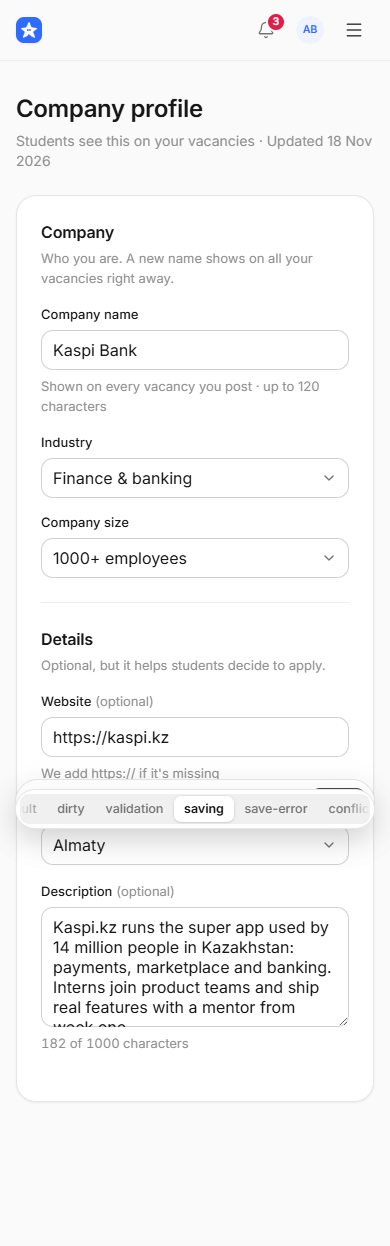 3
AB
Company profile
Students see this on your vacancies · Updated 18 Nov
2026
Company
Who you are. A new name shows on all your
vacancies right away.
Company name
Kaspi Bank
Shown on every vacancy you post · up to 120
characters
Industry
Finance & banking
Company size
1000+ employees
Details
Optional, but it helps students decide to apply.
Website (optional)
https://kaspi.kz
We add https:// if it's missing
ult dirty validation saving save-error conflic
Almaty
Description (optional)
Kaspi.kz runs the super app used by
14 million people in Kazakhstan:
payments, marketplace and banking.
Interns join product teams and ship
real features with a mentor from
week one
182 of 1000 characters